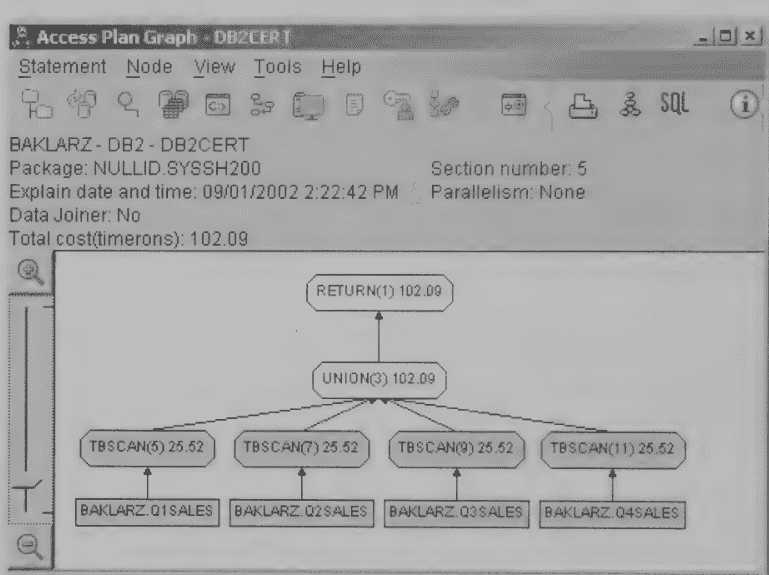 Access Plan Graph - DB2CERT
Statement Node View Tools Help
SQL
BAKLARZ - DB2 - DB2CERT
Package: NULLID.SYSSH200 Section number: 5
Explain date and time: 09/01/2002 2:22:42 PM Parallelism: None
Data Joiner: No
Total cost(timerons): 102.09
RETURN(1) 102.09
UNION(3) 102.09
TBSCAN(5) 25.52 TBSCAN(7) 25.52 TBSCAN(9) 25.52 TBSCAN(11) 25.52
BAKLARZ.Q1SALES BAKLARZ.Q2SALES BAKLARZ.Q3SALES BAKLARZ.Q4SALES